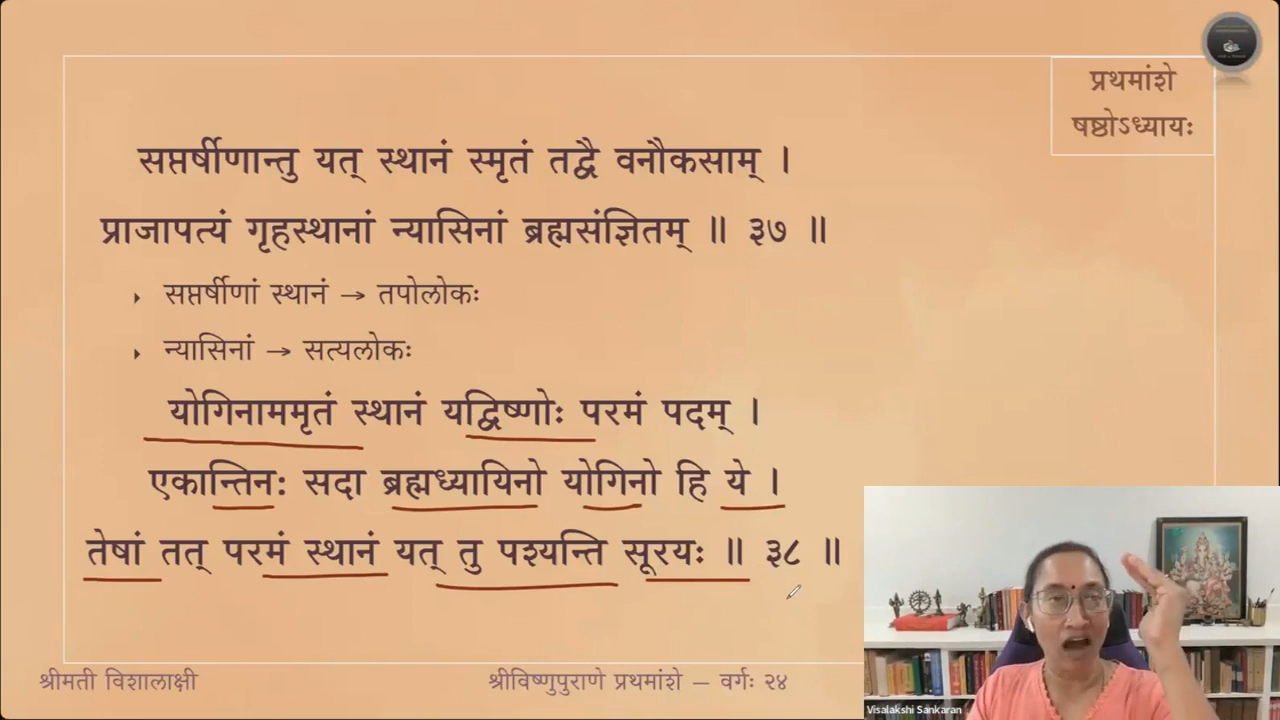 प्रथमांशे
षष्ठोऽध्यायः
सप्तर्षीणान्तु यत् स्थानं स्मृतं तद्वै वनौकसाम् ।
प्राजापत्यं गृहस्थानां न्यासिनां ब्रह्मसंज्ञितम् ॥ ३७ ॥
सप्तर्षीणां स्थानं → तपोलोकः
न्यासिनां → सत्यलोकः
योगिनाममृतं स्थानं यद्विष्णोः परमं पदम् ।
एकान्तिनः सदा ब्रह्मध्यायिनो योगिनो हि ये ।
तेषां तत् परमं स्थानं यत् तु पश्यन्ति सूरयः ॥ ३८ ॥
श्रीमती विशालाक्षी
श्रीविष्णुपुराणे प्रथमांशे – वर्गः २४
Visalakshi Sankaran